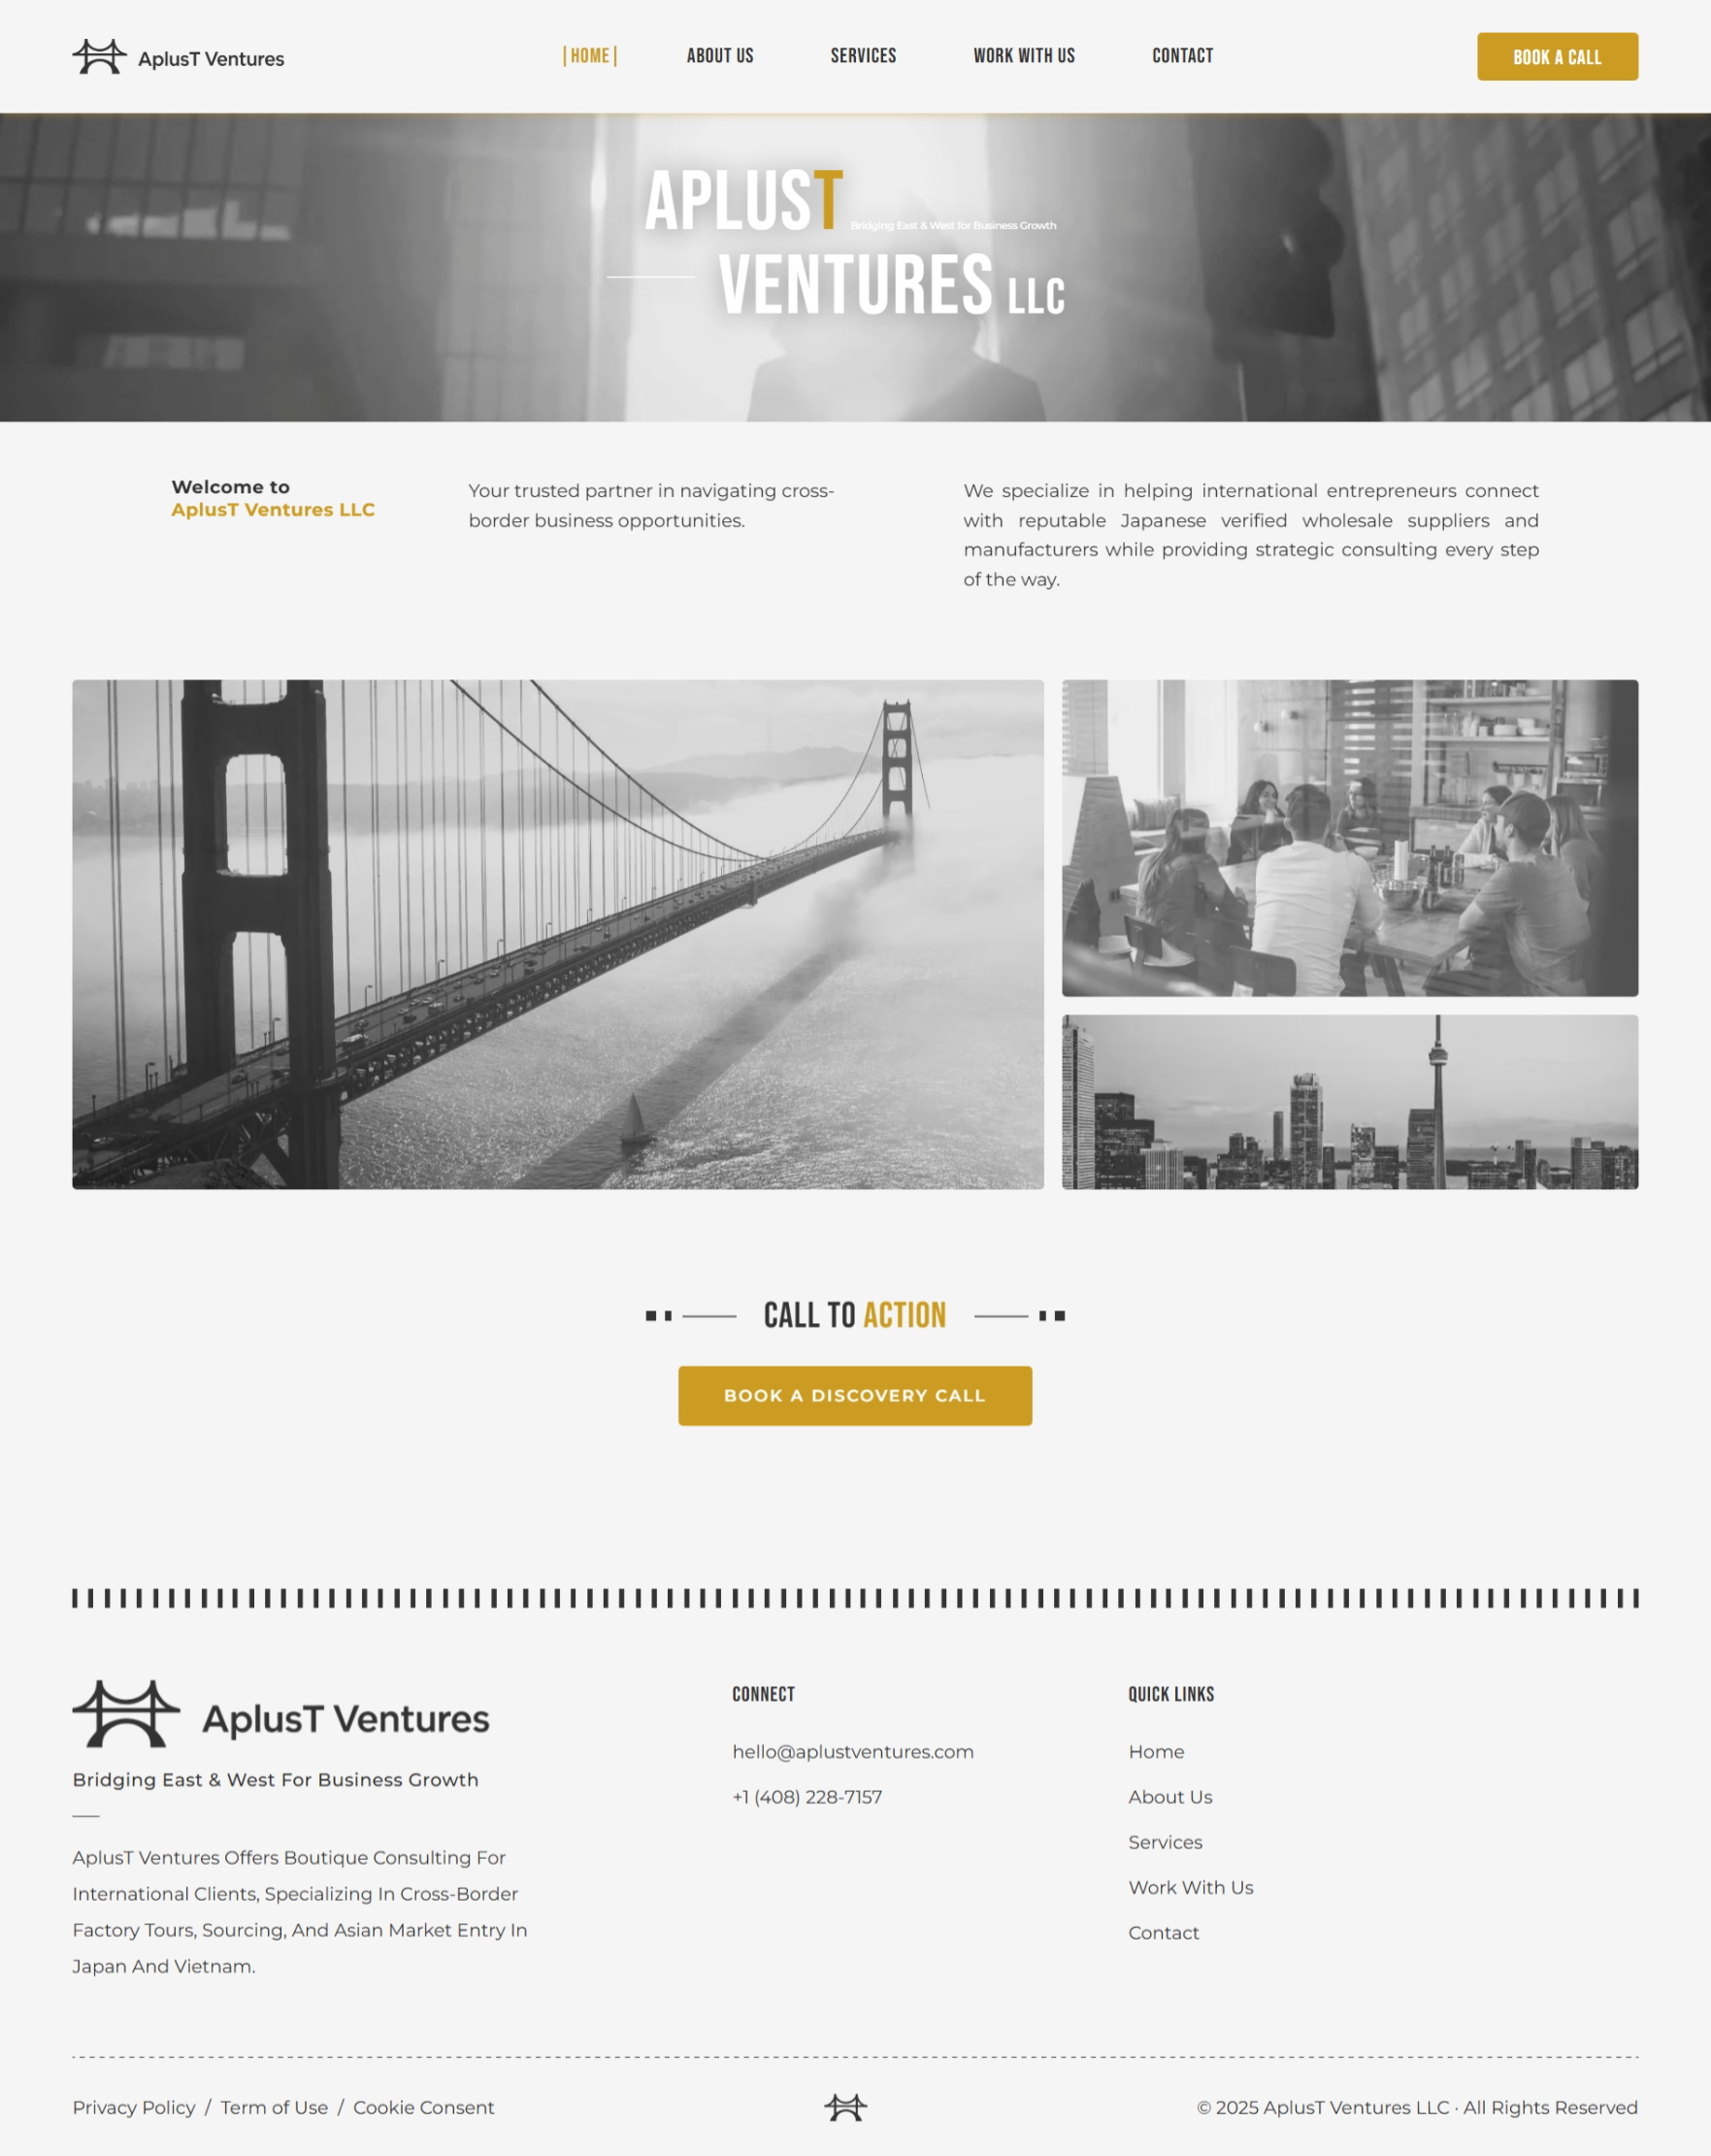 AplusT Ventures
| HOME |
ABOUT US
SERVICES
WORK WITH US
CONTACT
BOOK A CALL
APLUST
Bridging East & West for Business Growth
VENTURES LLC
Welcome to
AplusT Ventures LLC
Your trusted partner in navigating cross-
border business opportunities.
We specialize in helping international entrepreneurs connect
with reputable Japanese verified wholesale suppliers and
manufacturers while providing strategic consulting every step
of the way.
CALL TO ACTION
BOOK A DISCOVERY CALL
AplusT Ventures
Bridging East & West For Business Growth
AplusT Ventures Offers Boutique Consulting For
International Clients, Specializing In Cross-Border
Factory Tours, Sourcing, And Asian Market Entry In
Japan And Vietnam.
CONNECT
hello@aplustventures.com
+1 (408) 228-7157
QUICK LINKS
Home
About Us
Services
Work With Us
Contact
Privacy Policy / Term of Use / Cookie Consent
© 2025 AplusT Ventures LLC · All Rights Reserved